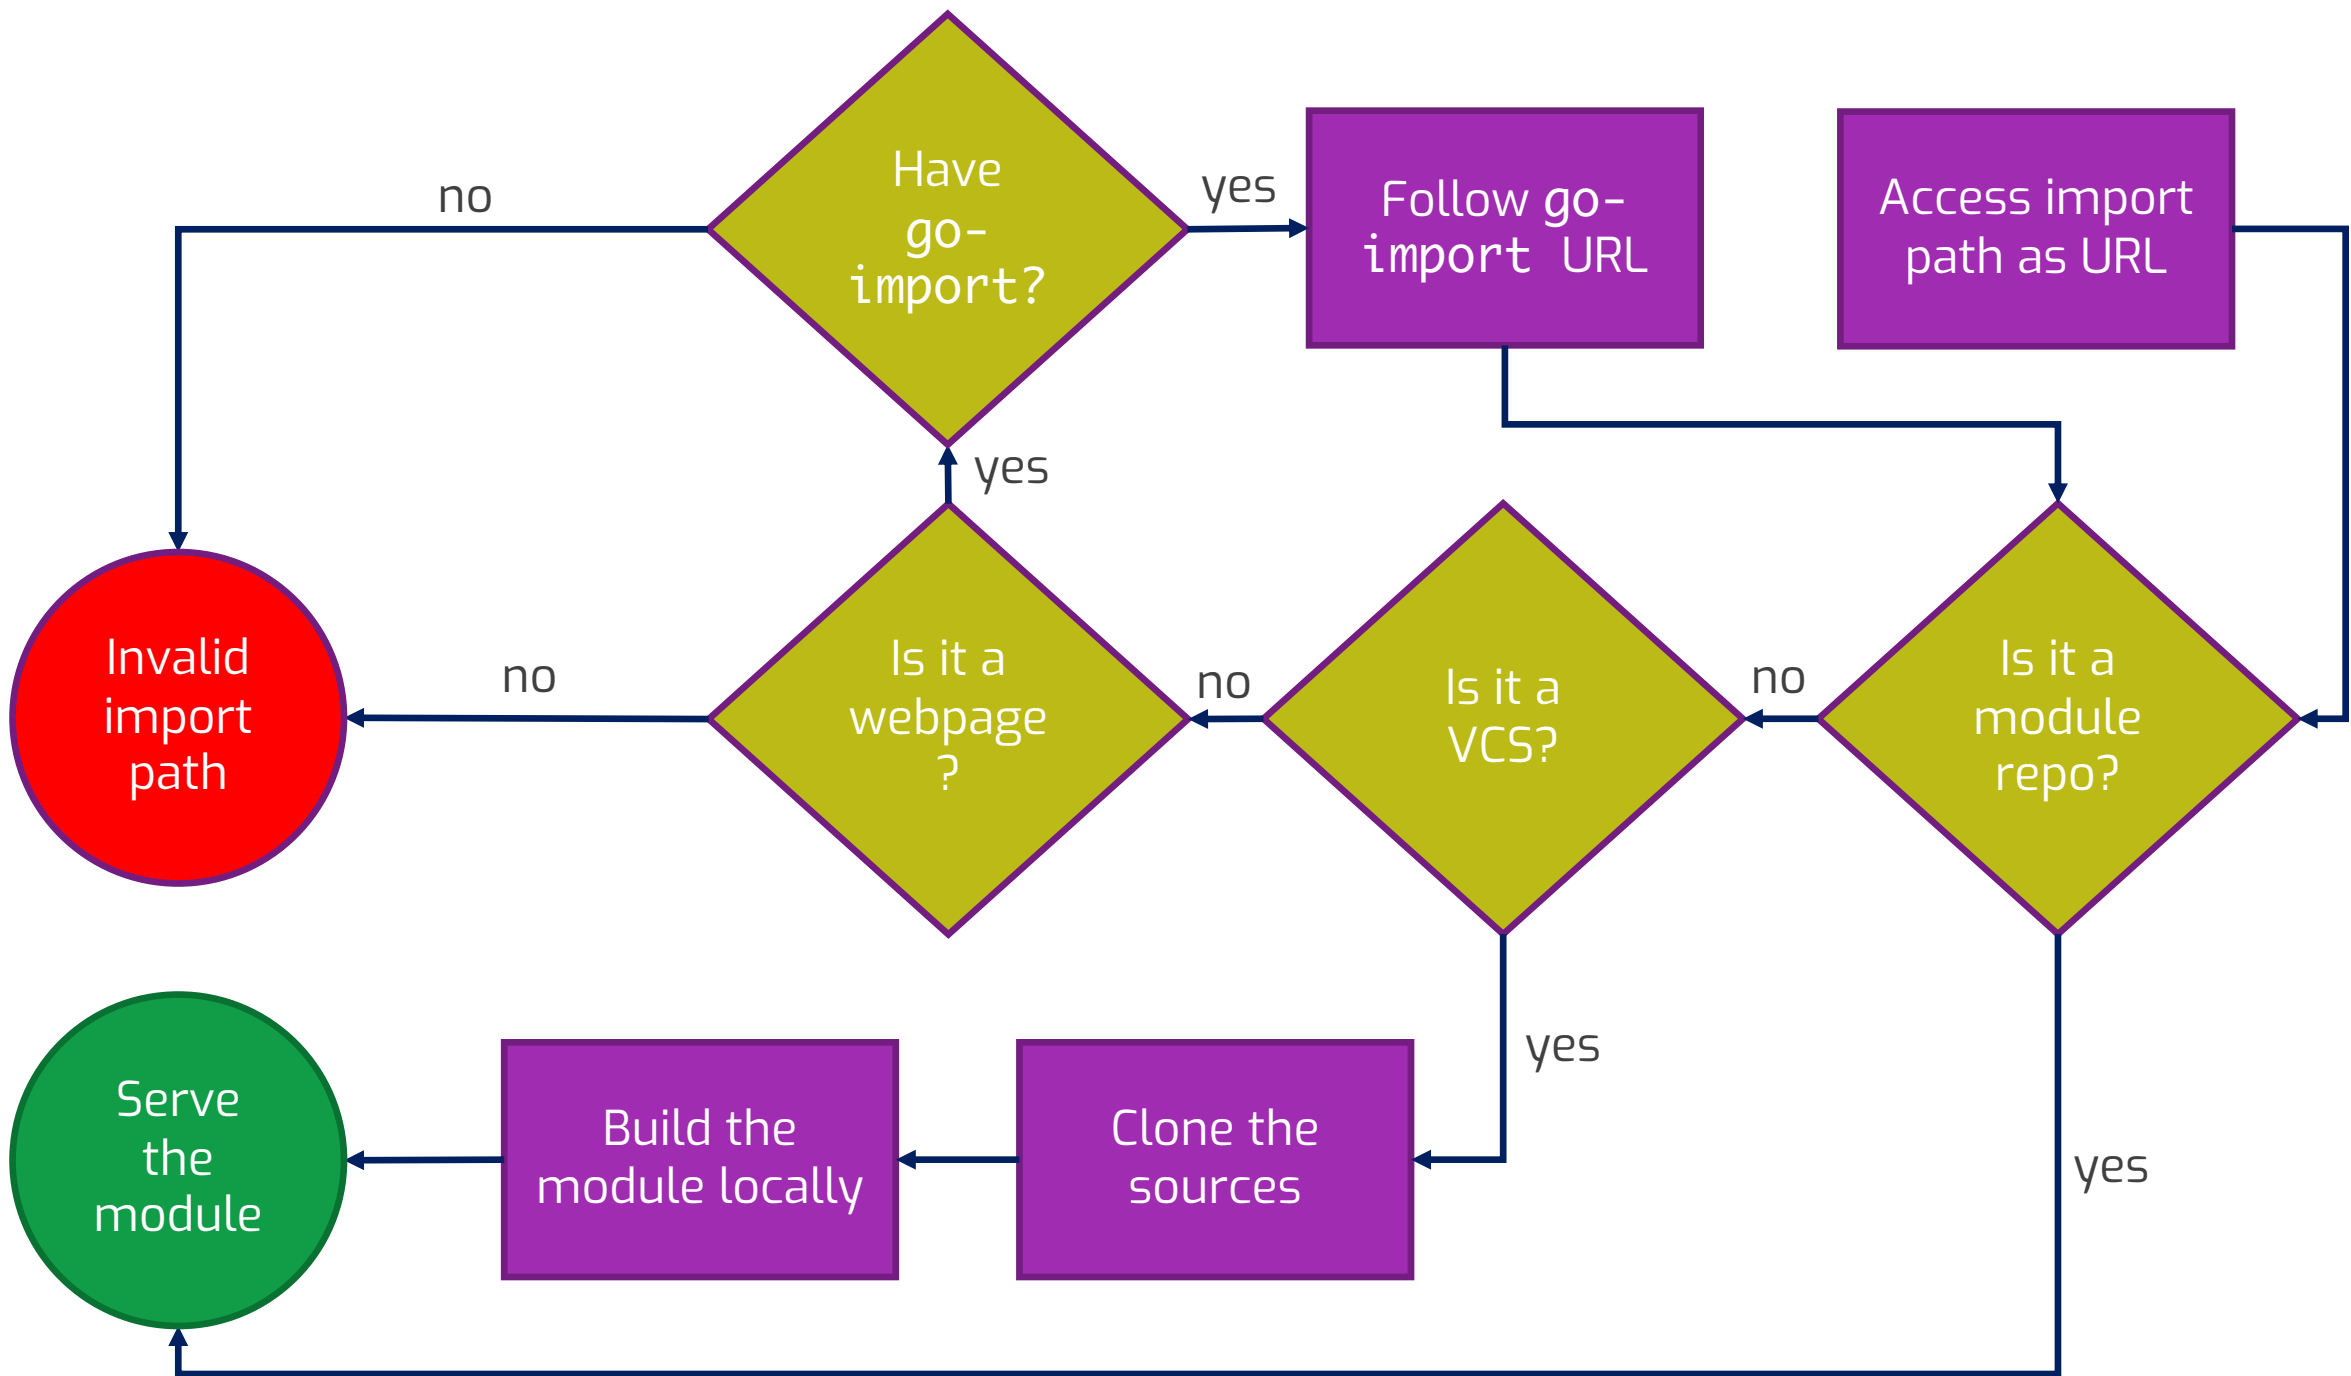 Have
go-
import?
no
yes
Follow go-
import URL
Access import
path as URL
yes
Invalid
import
path
no
Is it a
webpage
?
no
Is it a
VCS?
no
Is it a
module
repo?
yes
yes
Serve
the
module
Build the
module locally
Clone the
sources